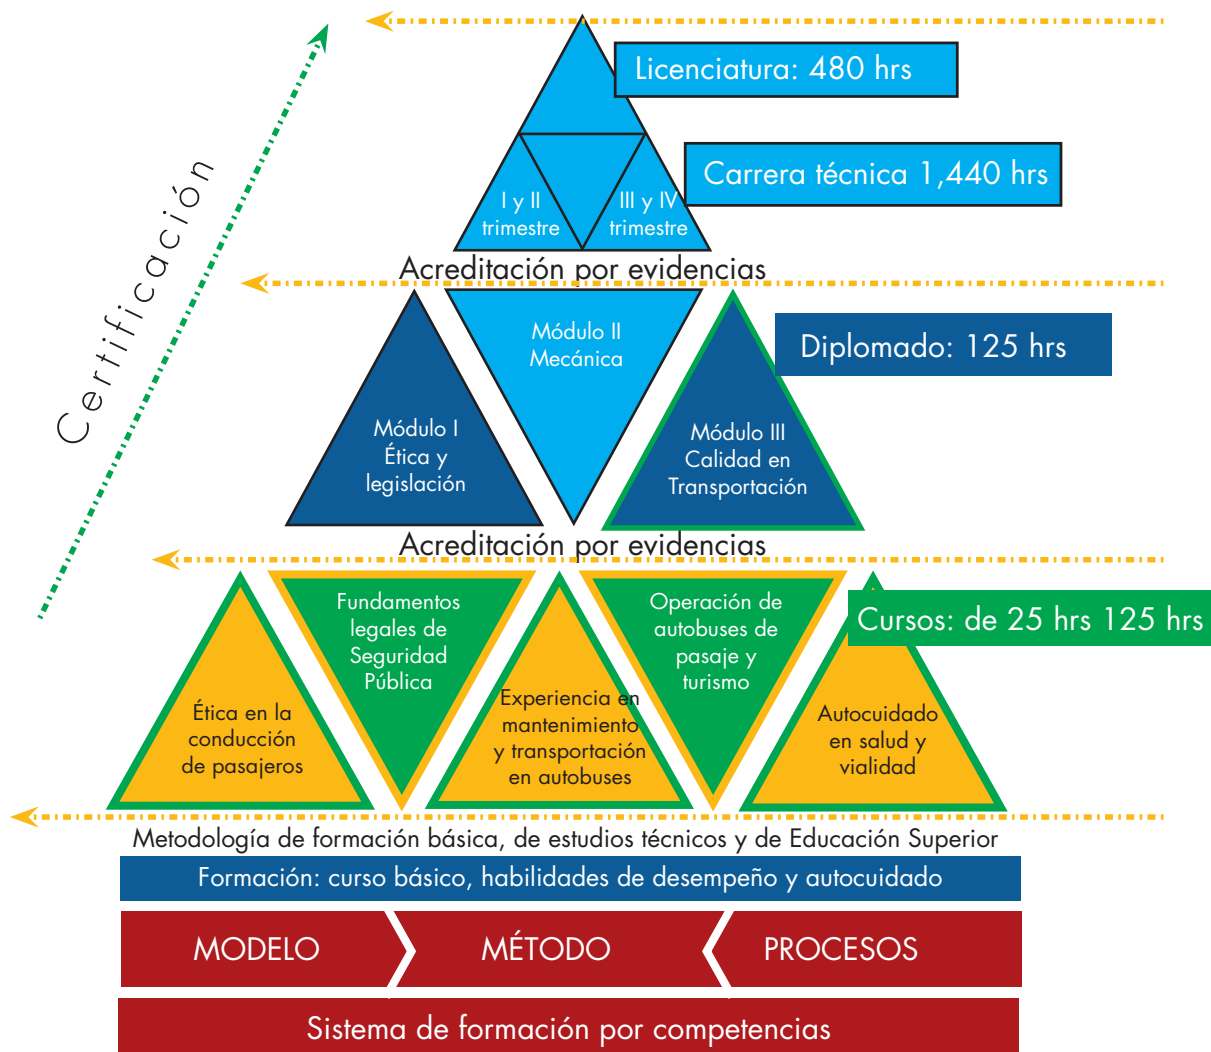 Licenciatura: 480 hrs
Carrera técnica 1,440 hrs
I y II
trimestre
III y IV
trimestre
Certificación
Acreditación por evidencias
Módulo II
Mecánica
Diplomado: 125 hrs
Módulo I
Ética y
legislación
Módulo III
Calidad en
Transportación
Acreditación por evidencias
Cursos: de 25 hrs 125 hrs
Ética en la
conducción
de pasajeros
Fundamentos
legales de
Seguridad
Pública
Experiencia en
mantenimiento
y transportación
en autobuses
Operación de
autobuses de
pasaje y
turismo
Autocuidado
en salud y
vialidad
Metodología de formación básica, de estudios técnicos y de Educación Superior
Formación: curso básico, habilidades de desempeño y autocuidado
MODELO
MÉTODO
PROCESOS
Sistema de formación por competencias